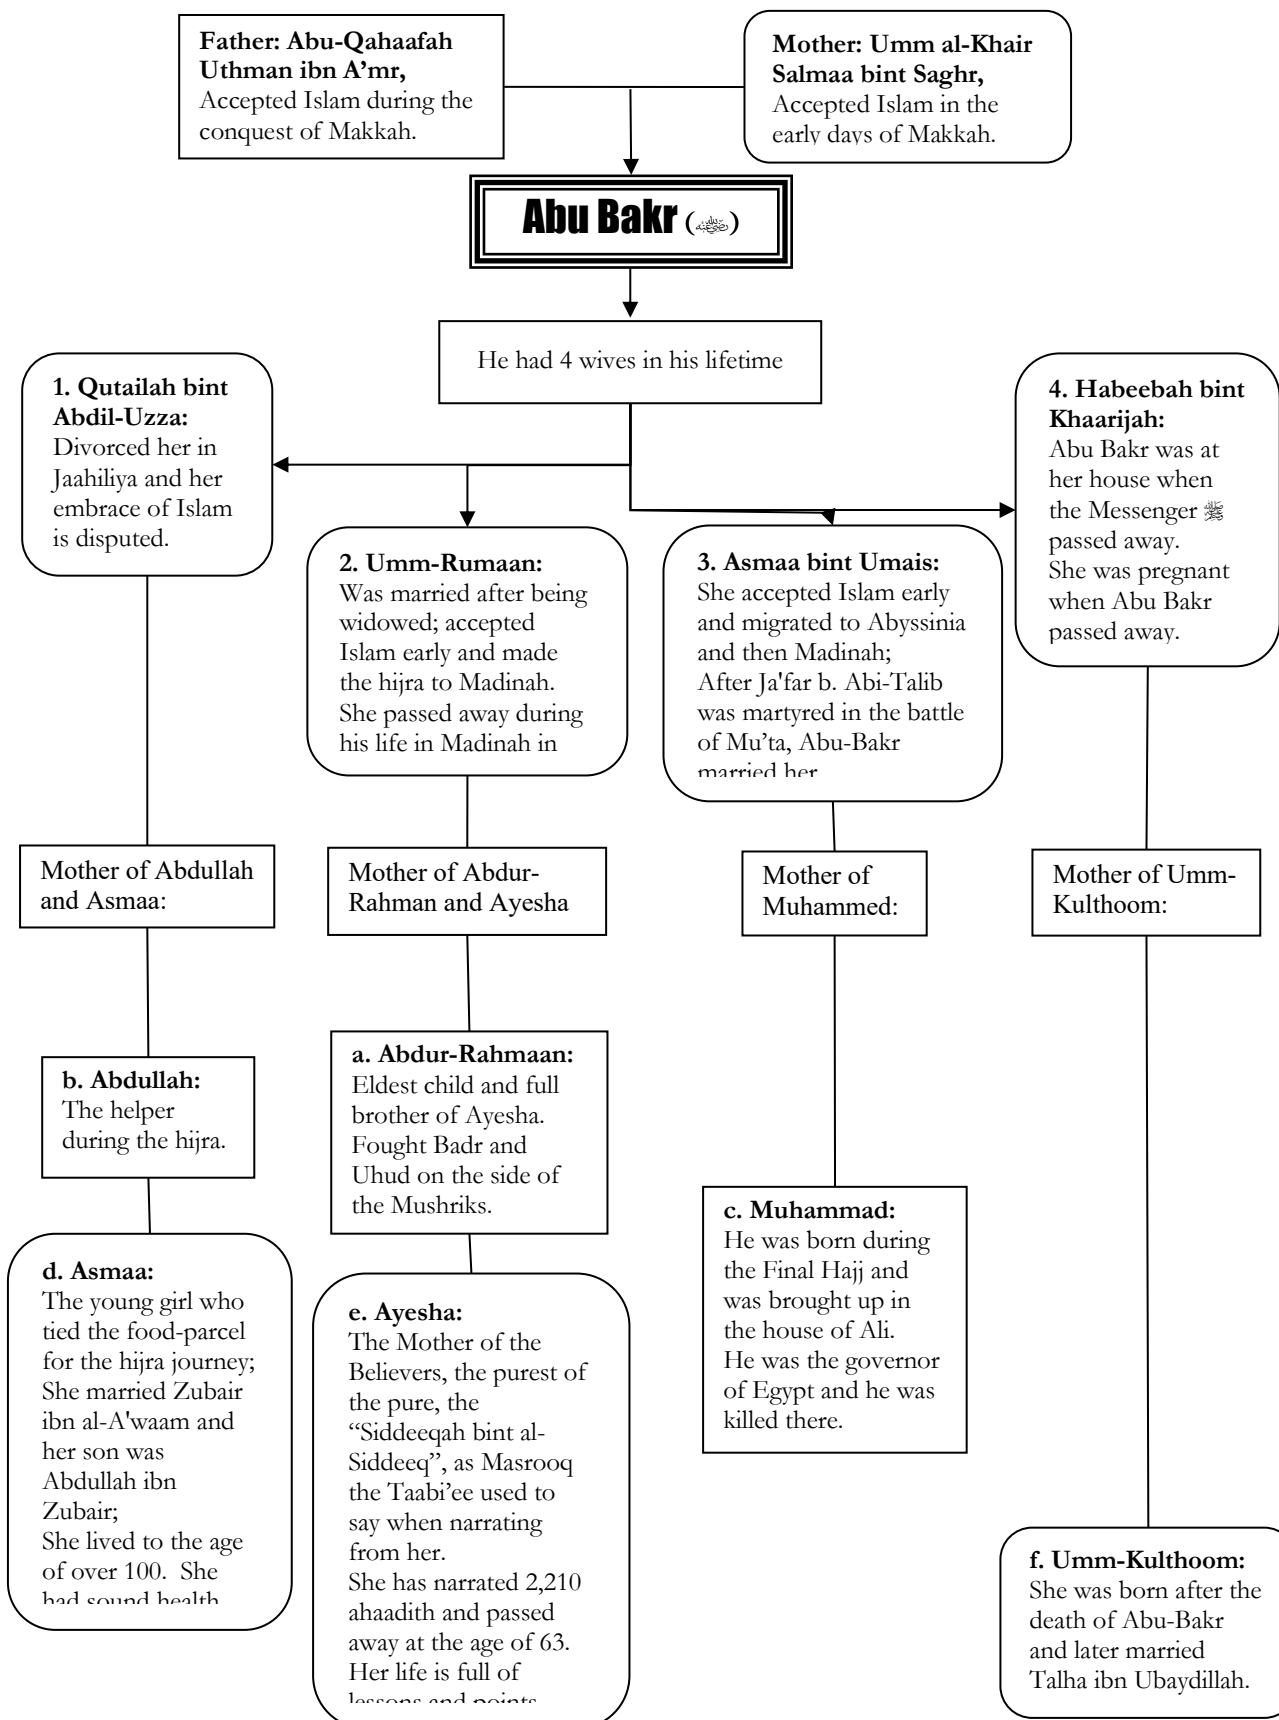 Father: Abu-Qahaafah
Uthman ibn A’mr,
Accepted Islam during the
conquest of Makkah.
Mother: Umm al-Khair
Salmaa bint Saghr,
Accepted Islam in the
early days of Makkah.
Abu Bakr (رضي الله عنه)
He had 4 wives in his lifetime
1. Qutailah bint
Abdil-Uzza:
Divorced her in
Jaahiliya and her
embrace of Islam
is disputed.
2. Umm-Rumaan:
Was married after being
widowed; accepted
Islam early and made
the hijra to Madinah.
She passed away during
his life in Madinah in
3. Asmaa bint Umais:
She accepted Islam early
and migrated to Abyssinia
and then Madinah;
After Ja'far b. Abi-Talib
was martyred in the battle
of Mu’ta, Abu-Bakr
married her
4. Habeebah bint
Khaarijah:
Abu Bakr was at
her house when
the Messenger ﷺ
passed away.
She was pregnant
when Abu Bakr
passed away.
Mother of Abdullah
and Asmaa:
Mother of Abdur-
Rahman and Ayesha
Mother of
Muhammed:
Mother of Umm-
Kulthoom:
b. Abdullah:
The helper
during the hijra.
a. Abdur-Rahmaan:
Eldest child and full
brother of Ayesha.
Fought Badr and
Uhud on the side of
the Mushriks.
c. Muhammad:
He was born during
the Final Hajj and
was brought up in
the house of Ali.
He was the governor
of Egypt and he was
killed there.
d. Asmaa:
The young girl who
tied the food-parcel
for the hijra journey;
She married Zubair
ibn al-A'waam and
her son was
Abdullah ibn
Zubair;
She lived to the age
of over 100.  She
had sound health
e. Ayesha:
The Mother of the
Believers, the purest of
the pure, the
“Siddeeqah bint al-
Siddeeq”, as Masrooq
the Taabi’ee used to
say when narrating
from her.
She has narrated 2,210
ahaadith and passed
away at the age of 63.
Her life is full of
lessons and points
f. Umm-Kulthoom:
She was born after the
death of Abu-Bakr
and later married
Talha ibn Ubaydillah.